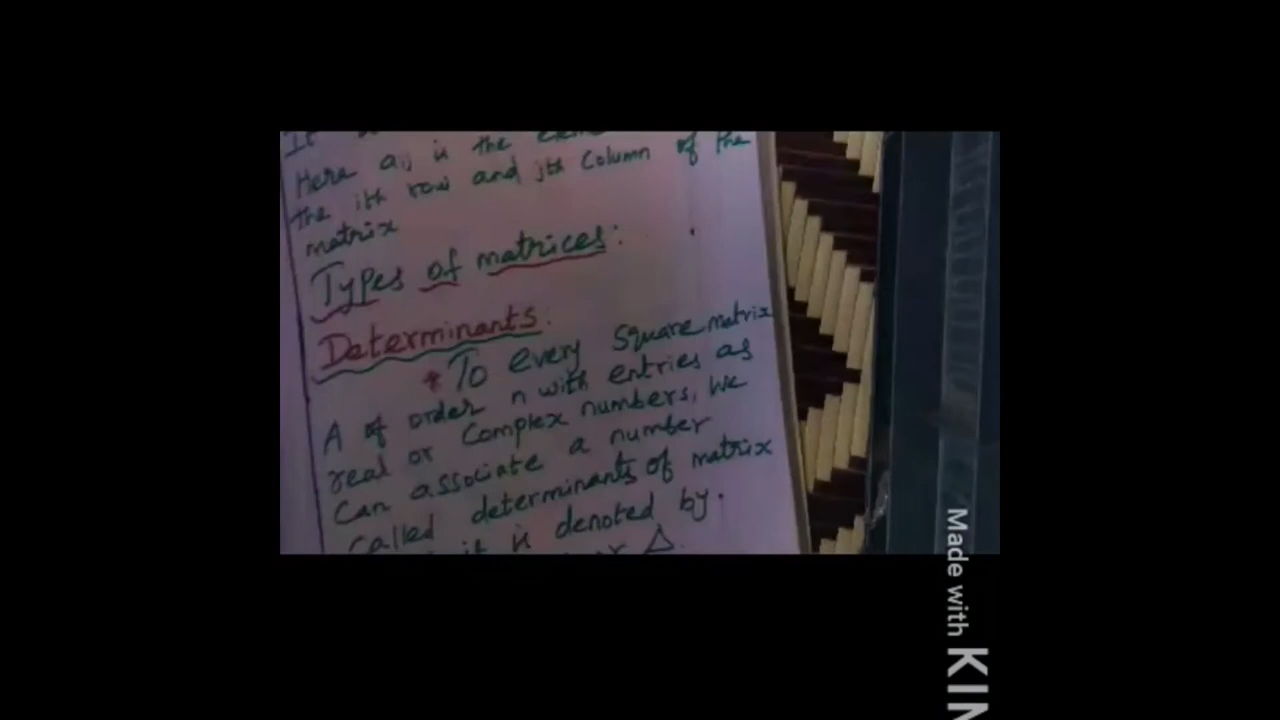 It
Here aij is the
the ith row and jth Column of the
matrix
Types of matrices:
Determinants:
* To every square matrix
A of order n with entries as
real or Complex numbers, we
Can associate a number
called determinants of matrix
it is denoted by.
or Δ.
Made with KIN